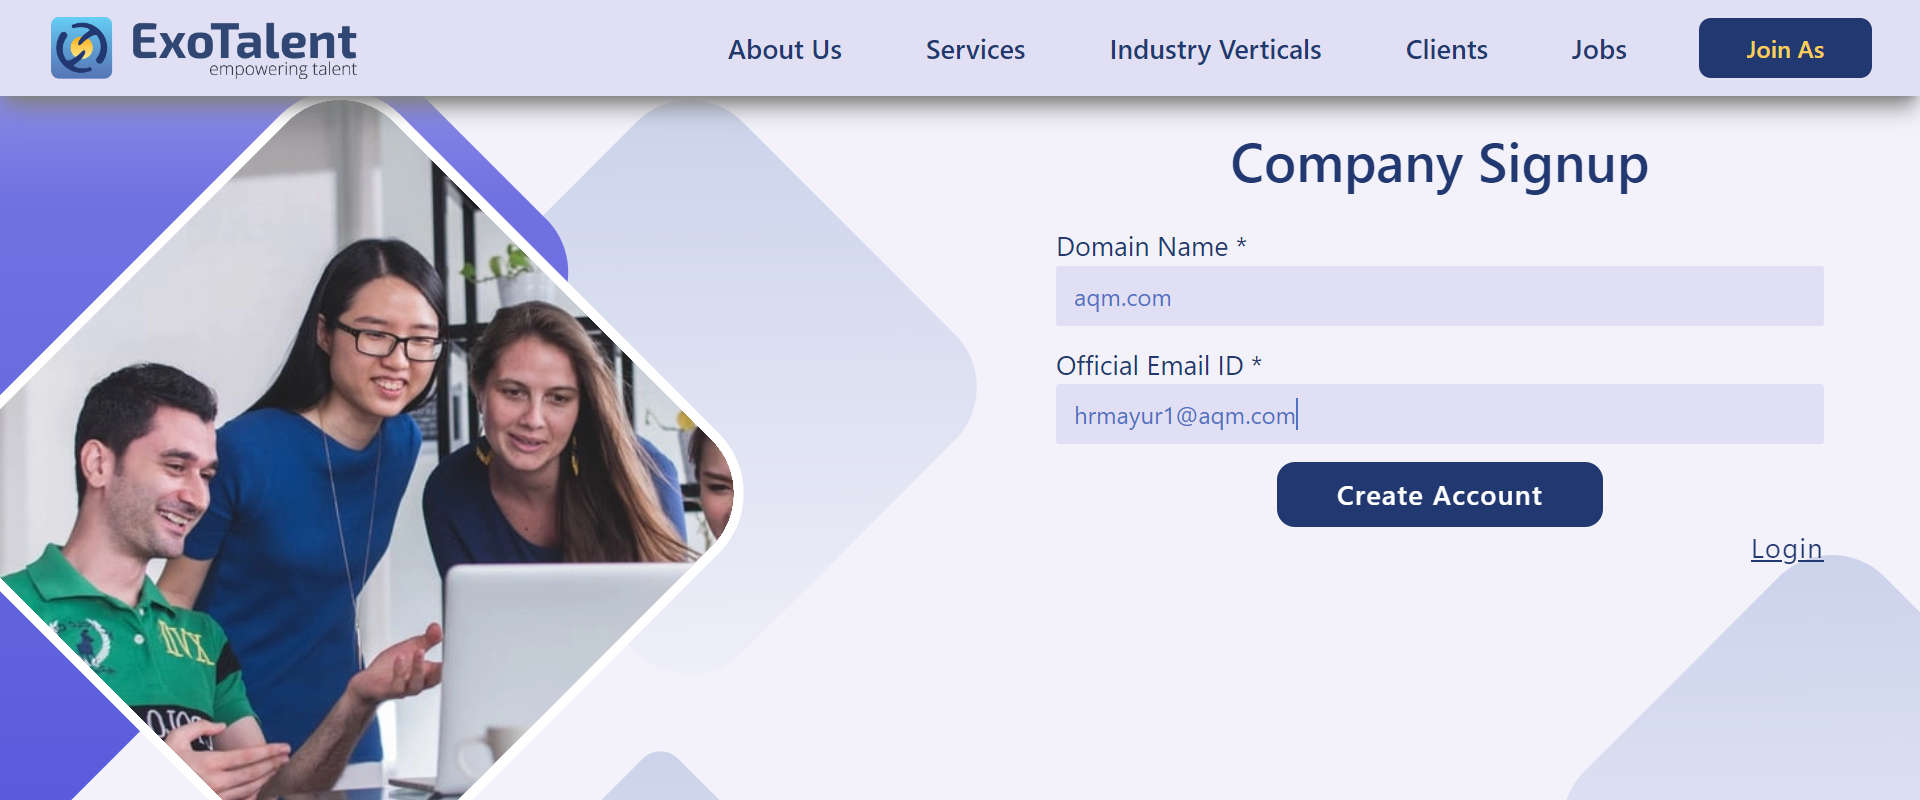 ExoTalent
empowering talent
About Us
Services
Industry Verticals
Clients
Jobs
Join As
Company Signup
Domain Name *
aqm.com
Official Email ID *
hrmayur1@aqm.com
Create Account
Login